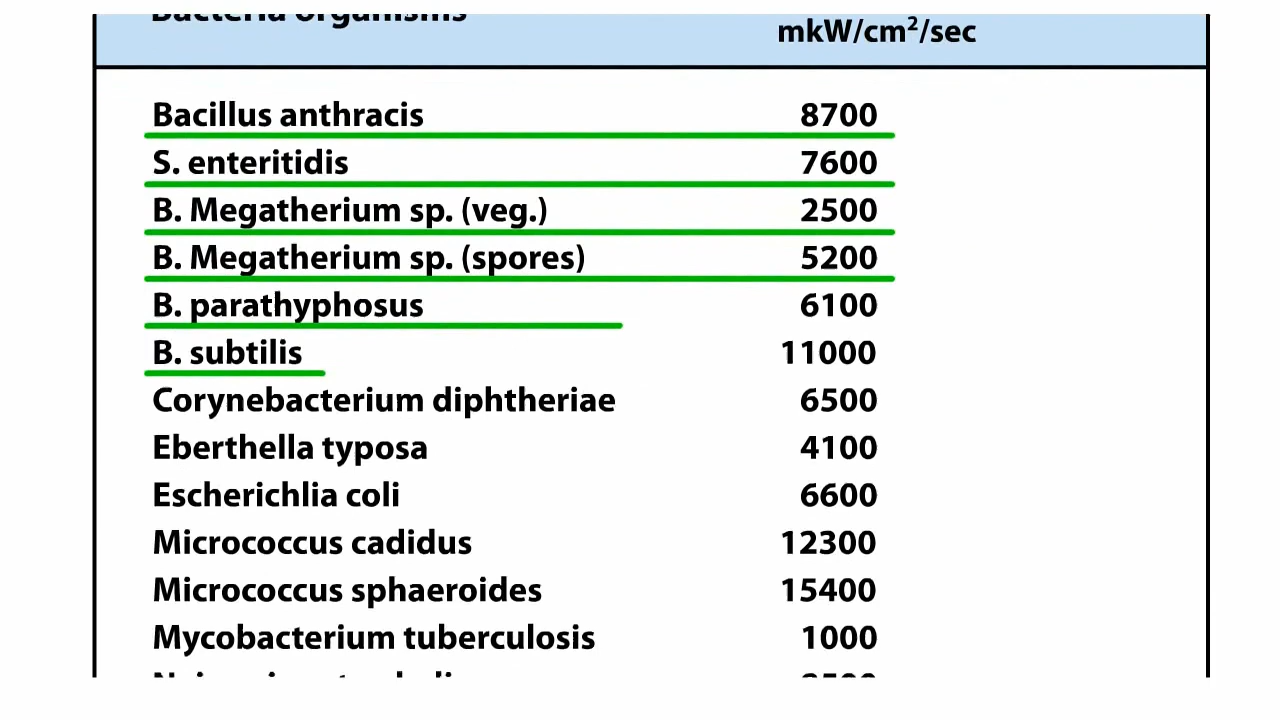 Bacteria organisms
mkW/cm²/sec
Bacillus anthracis 8700
S. enteritidis 7600
B. Megatherium sp. (veg.) 2500
B. Megatherium sp. (spores) 5200
B. parathyphosus 6100
B. subtilis 11000
Corynebacterium diphtheriae 6500
Eberthella typosa 4100
Escherichlia coli 6600
Micrococcus cadidus 12300
Micrococcus sphaeroides 15400
Mycobacterium tuberculosis 1000